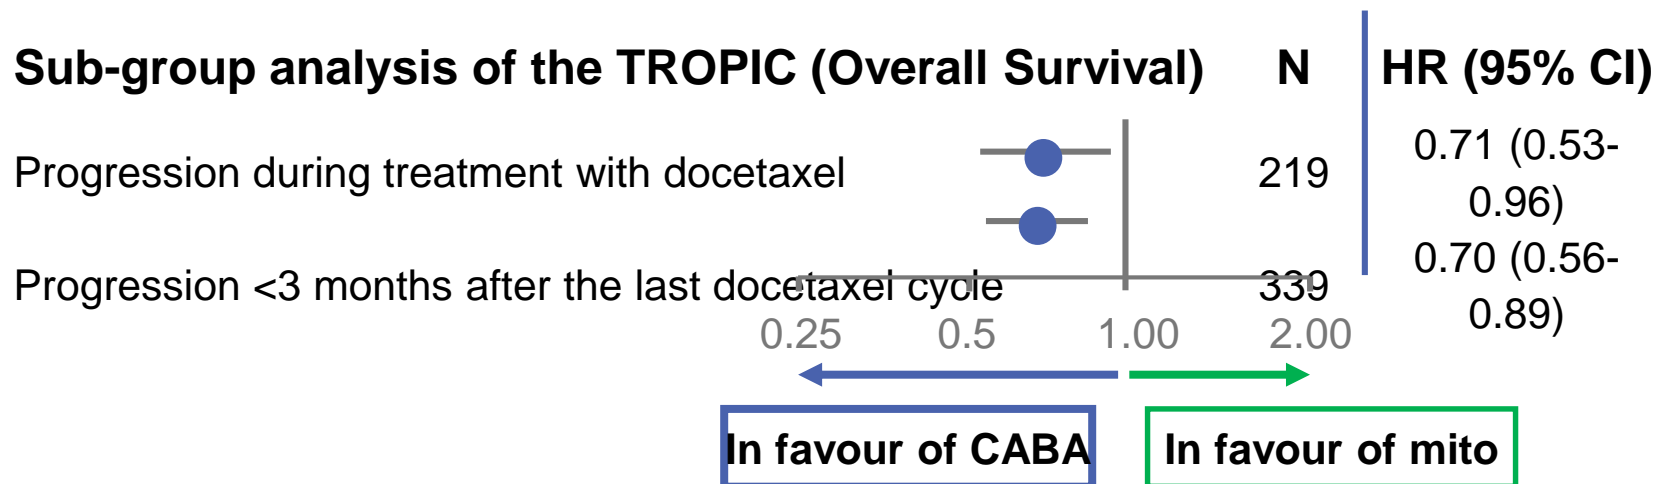 Sub-group analysis of the TROPIC (Overall Survival) N HR (95% CI)
Progression during treatment with docetaxel 219 0.71 (0.53-
0.96)
Progression <3 months after the last docetaxel cycle 339 0.70 (0.56-
0.89)
0.25 0.5 1.00 2.00
In favour of CABA In favour of mito